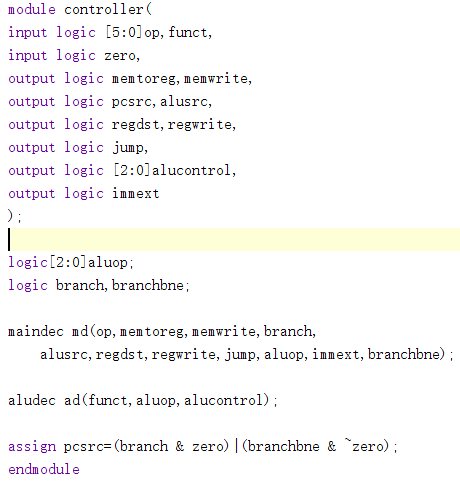 module controller(
input logic [5:0]op,funct,
input logic zero,
output logic memtoreg,memwrite,
output logic pcsrc,alusrc,
output logic regdst,regwrite,
output logic jump,
output logic [2:0]alucontrol,
output logic immext
);
logic[2:0]aluop;
logic branch,branchbne;
maindec md(op,memtoreg,memwrite,branch,
alusrc,regdst,regwrite,jump,aluop,immext,branchbne);
aludec ad(funct,aluop,alucontrol);
assign pcsrc=(branch & zero)|(branchbne & ~zero);
endmodule